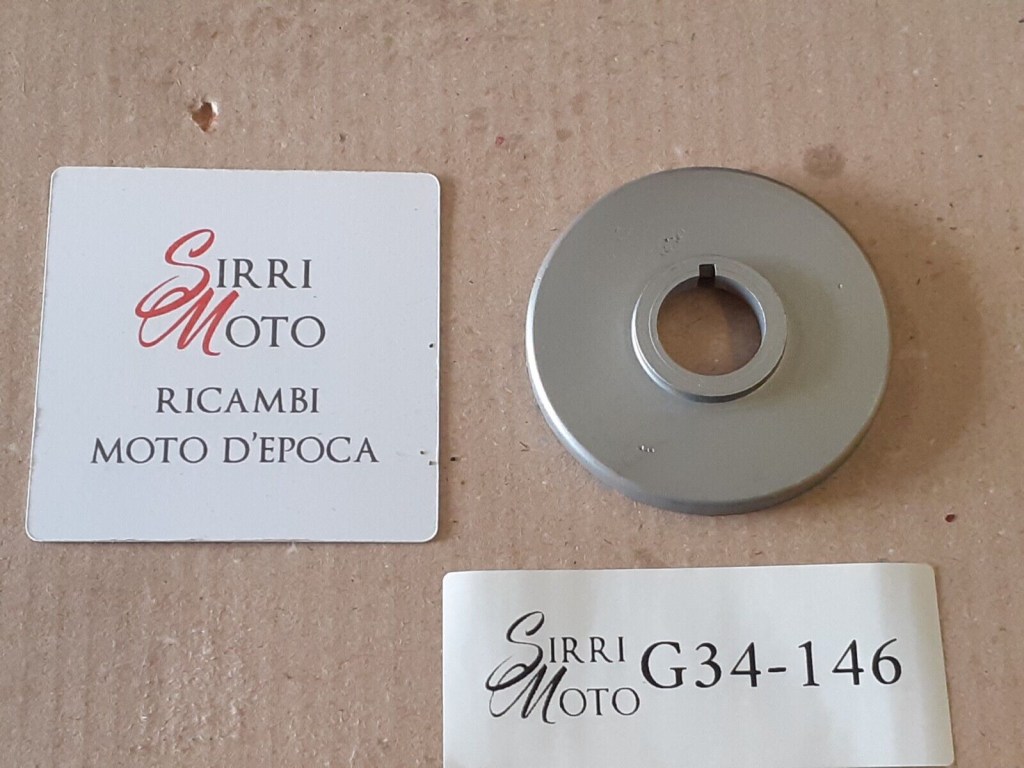 SIRRI
MOTO
RICAMBI
MOTO D'EPOCA
SIRRI
MOTO
G34-146